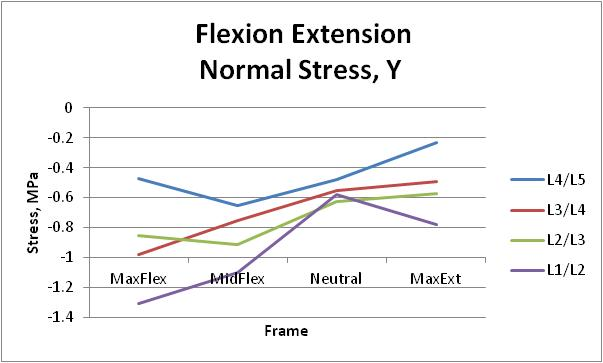 Flexion Extension
Normal Stress, Y
0
-0.2
-0.4
-0.6
-0.8
-1
-1.2
-1.4
Stress, MPa
MaxFlex
MidFlex
Neutral
MaxExt
Frame
L4/L5
L3/L4
L2/L3
L1/L2